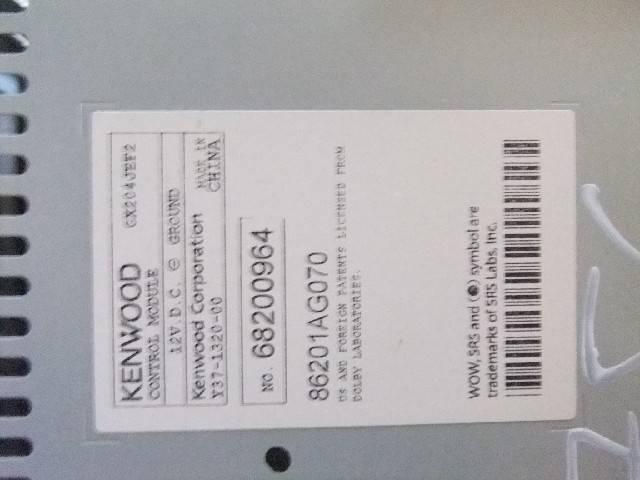 KENWOOD GX204JEF2
CONTROL MODULE
12V D.C. ⊖ GROUND
Kenwood Corporation MADE IN
Y37-1320-00 CHINA
NO. 68200964
86201AG070
US AND FOREIGN PATENTS LICENSED FROM
DOLBY LABORATORIES.
WOW, SRS and (●) symbol are
trademarks of SRS Labs, Inc.